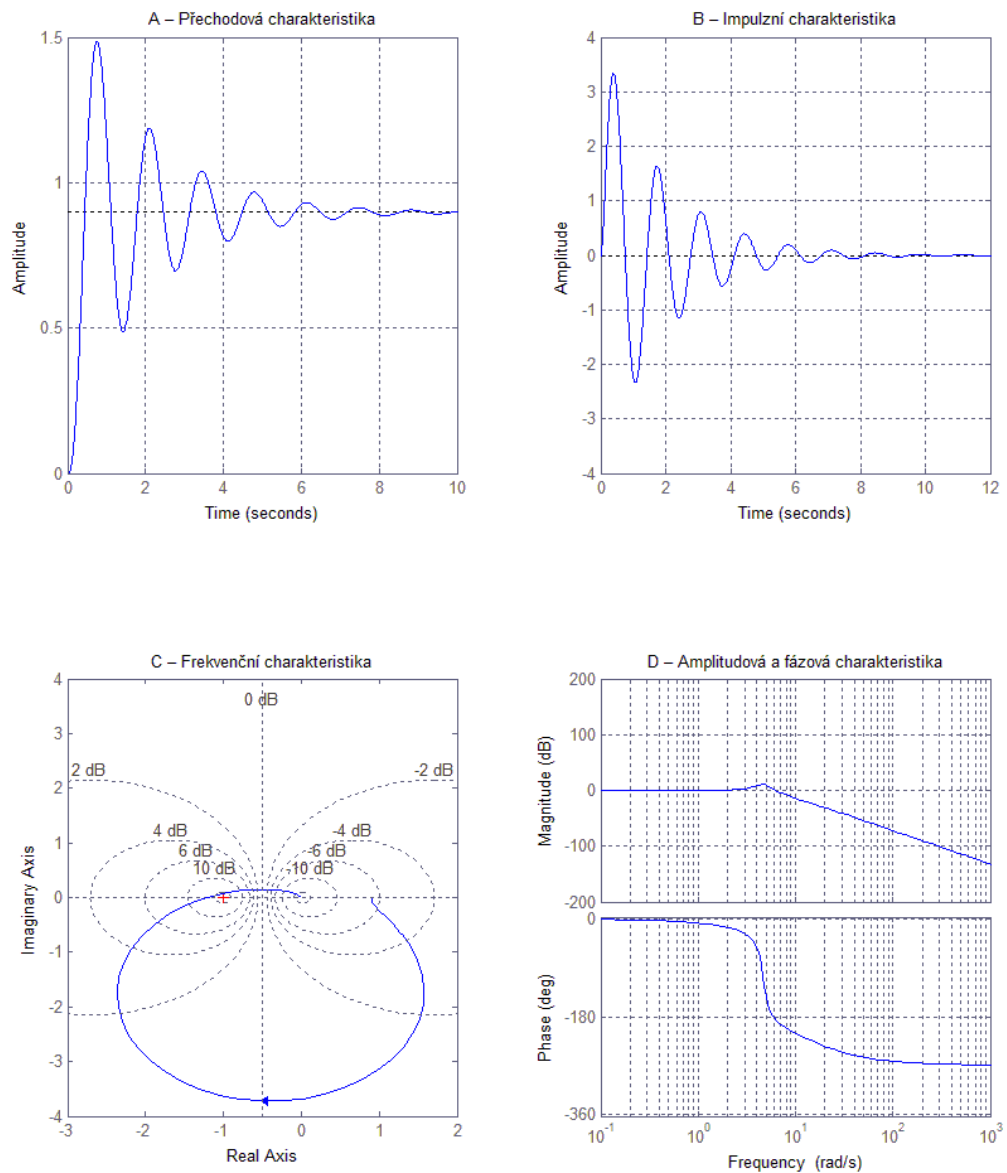 A – Přechodová charakteristika
1.5
1
0.5
0
Amplitude
0 2 4 6 8 10
Time (seconds)
B – Impulzní charakteristika
4
3
2
1
0
-1
-2
-3
-4
Amplitude
0 2 4 6 8 10 12
Time (seconds)
C – Frekvenční charakteristika
4
3
2
1
0
-1
-2
-3
-4
Imaginary Axis
0 dB
2 dB
-2 dB
4 dB
-4 dB
6 dB
-6 dB
10 dB
-10 dB
-3 -2 -1 0 1 2
Real Axis
D – Amplitudová a fázová charakteristika
200
100
0
-100
-200
Magnitude (dB)
0
-180
-360
Phase (deg)
10^-1 10^0 10^1 10^2 10^3
Frequency (rad/s)